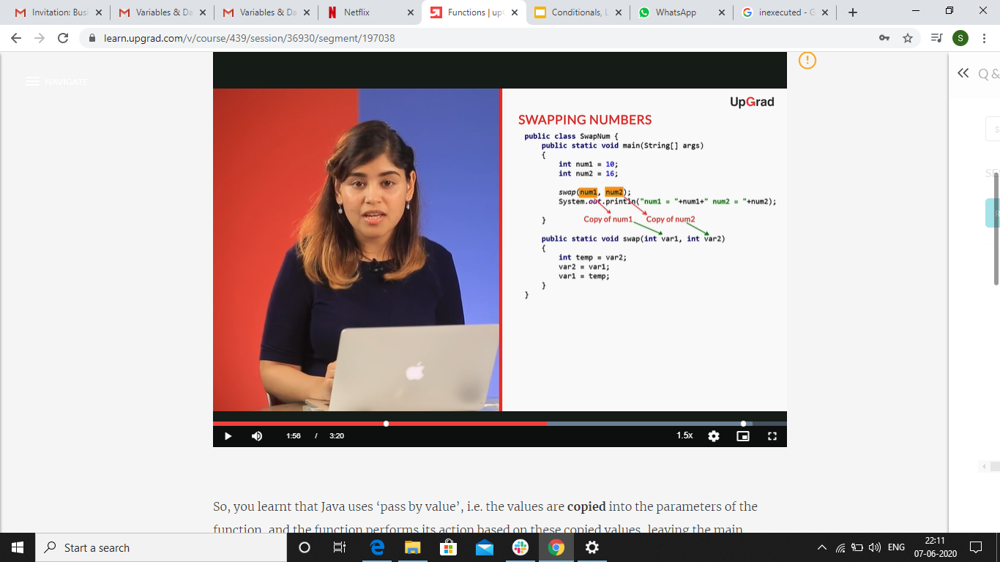 Invitation: Busi
Variables & Da
Variables & Da
Netflix
Functions | upG
Conditionals, L
WhatsApp
inexecuted - G
learn.upgrad.com/v/course/439/session/36930/segment/197038
S
NAVIGATE
Q &
UpGrad
SWAPPING NUMBERS
public class SwapNum {
public static void main(String[] args)
{
int num1 = 10;
int num2 = 16;
swap(num1, num2);
System.out.println("num1 = "+num1+" num2 = "+num2);
Copy of num1 Copy of num2
}
public static void swap(int var1, int var2)
{
int temp = var2;
var2 = var1;
var1 = temp;
}
}
1:56 / 3:20
1.5x
So, you learnt that Java uses ‘pass by value’, i.e. the values are copied into the parameters of the
function, and the function performs its action based on these copied values, leaving the main
Start a search
ENG
22:11
07-06-2020